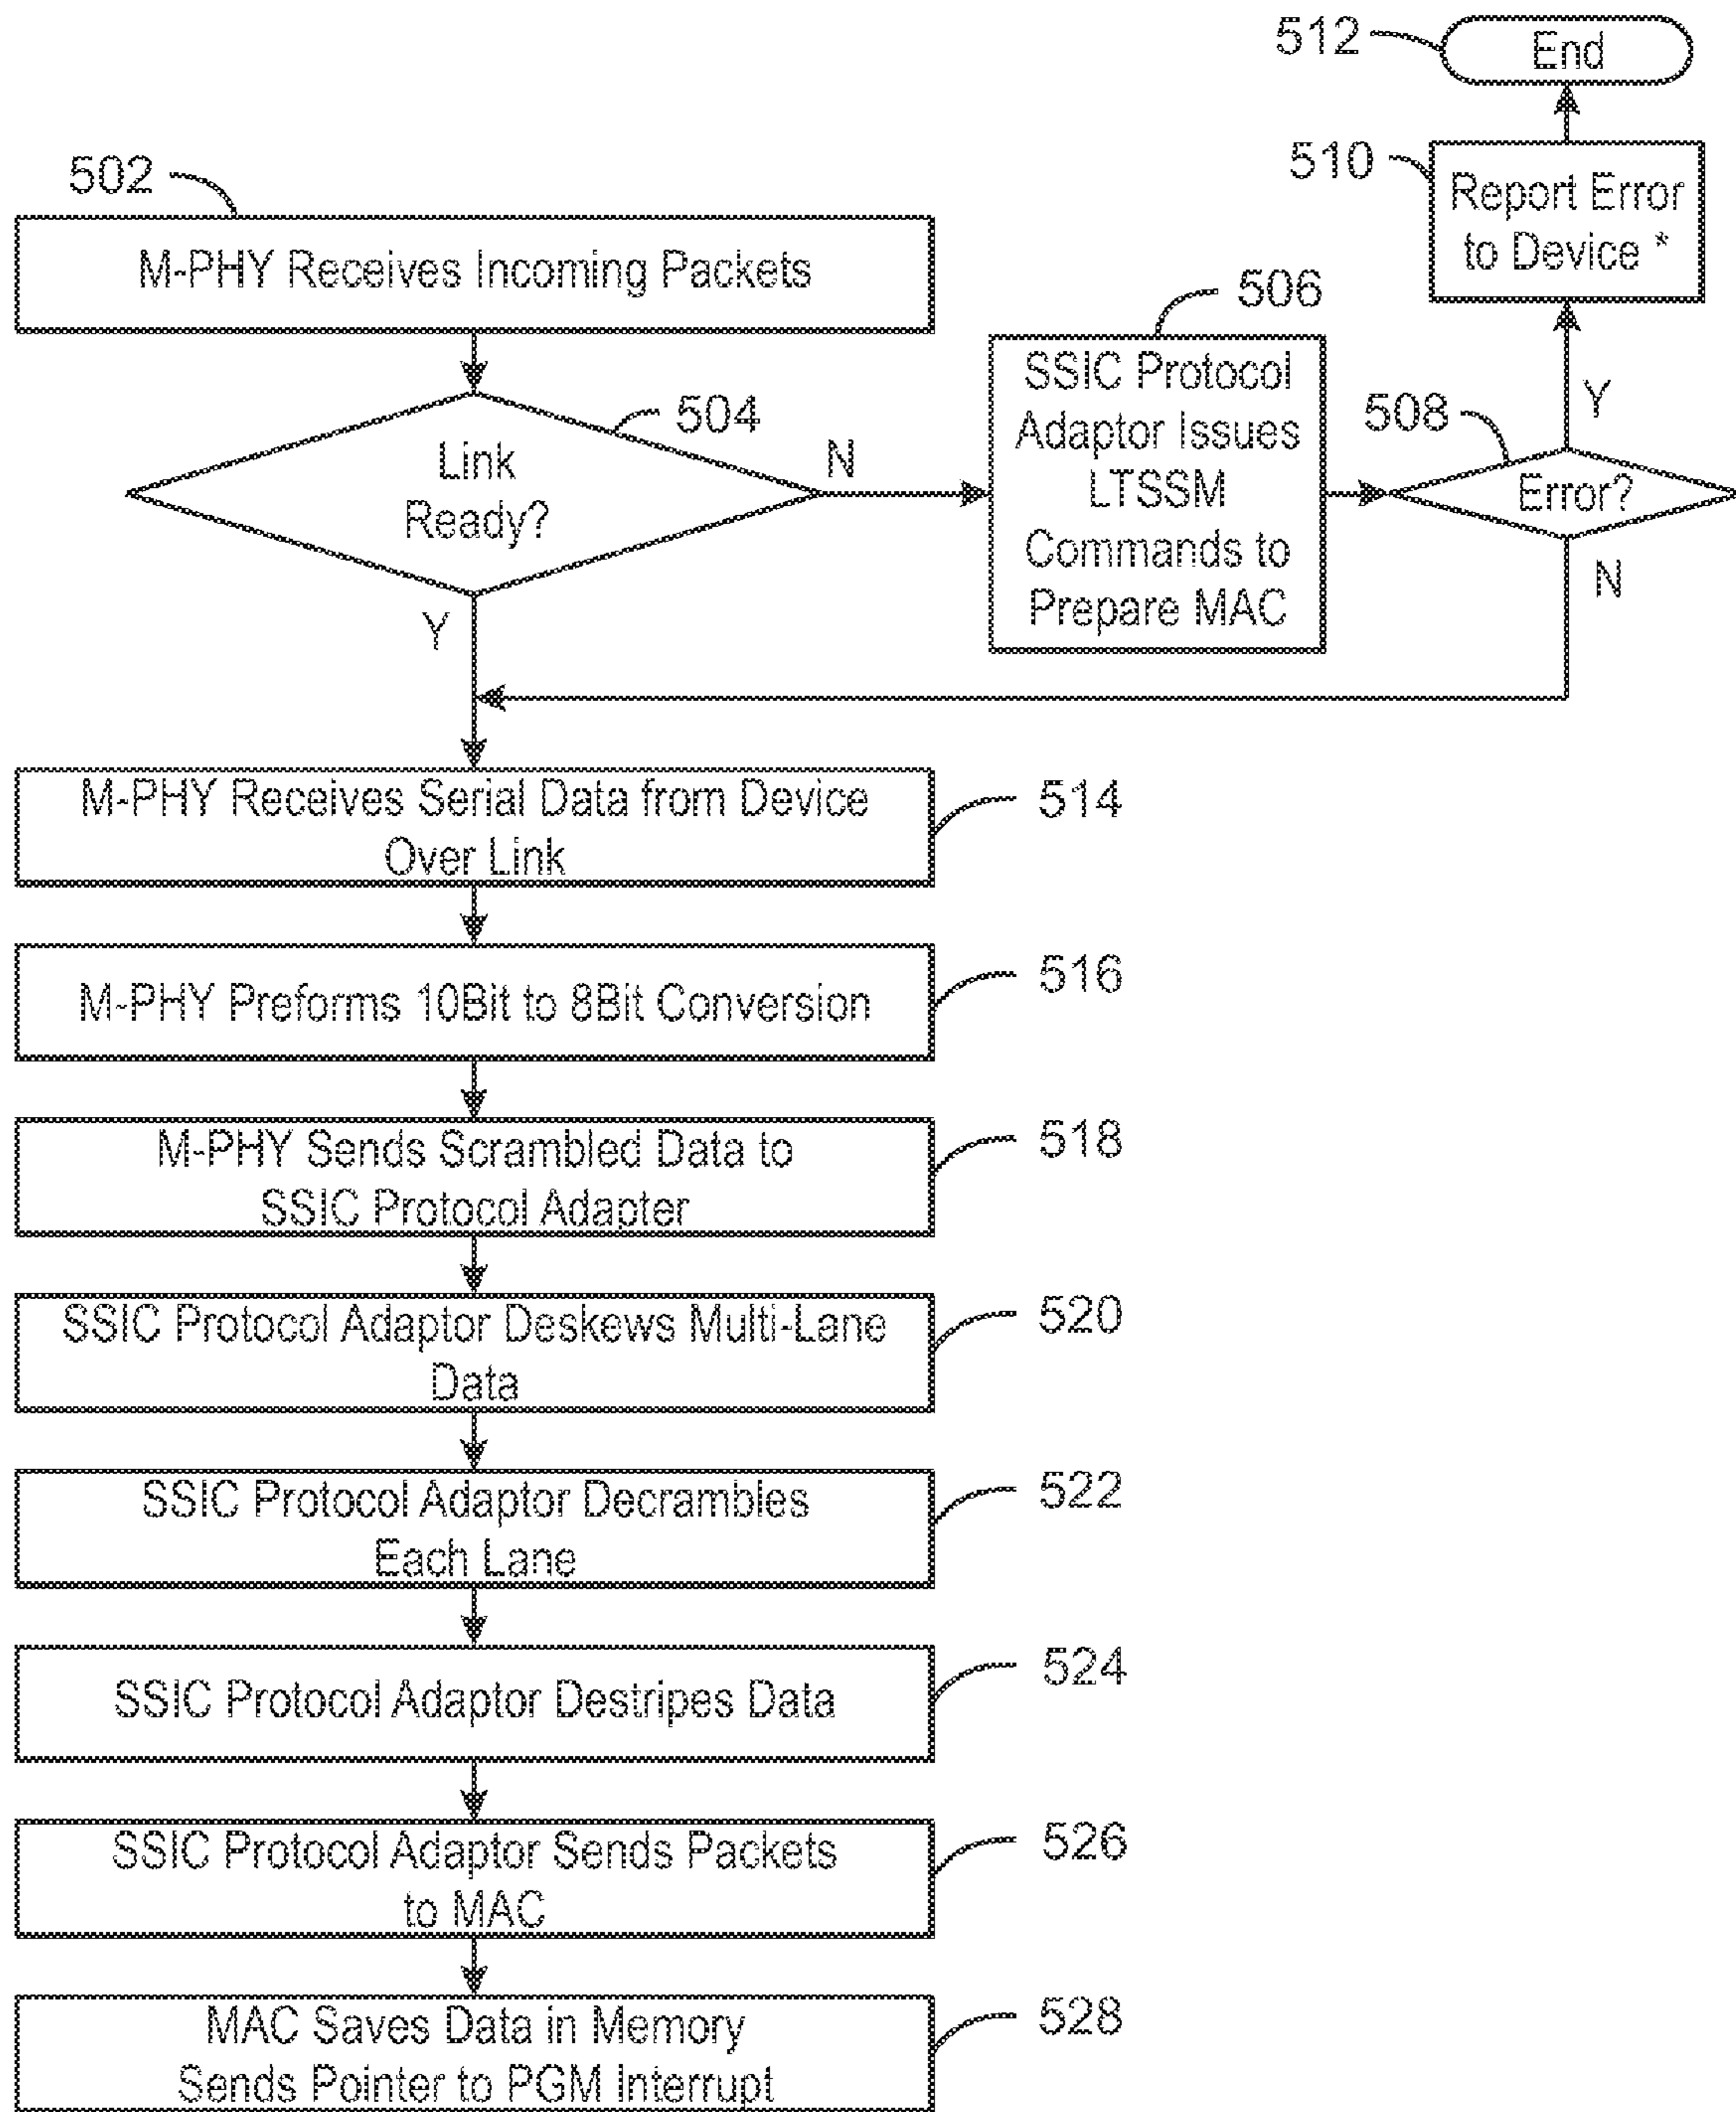 512
End
510
Report Error
to Device *
502
M-PHY Receives Incoming Packets
506
SSIC Protocol
Adaptor Issues
LTSSM
Commands to
Prepare MAC
504
Link
Ready?
N
Y
508
Error?
Y
N
M-PHY Receives Serial Data from Device
Over Link
514
M-PHY Preforms 10Bit to 8Bit Conversion
516
M-PHY Sends Scrambled Data to
SSIC Protocol Adapter
518
SSIC Protocol Adaptor Deskews Multi-Lane
Data
520
SSIC Protocol Adaptor Decrambles
Each Lane
522
SSIC Protocol Adaptor Destripes Data
524
SSIC Protocol Adaptor Sends Packets
to MAC
526
MAC Saves Data in Memory
Sends Pointer to PGM Interrupt
528